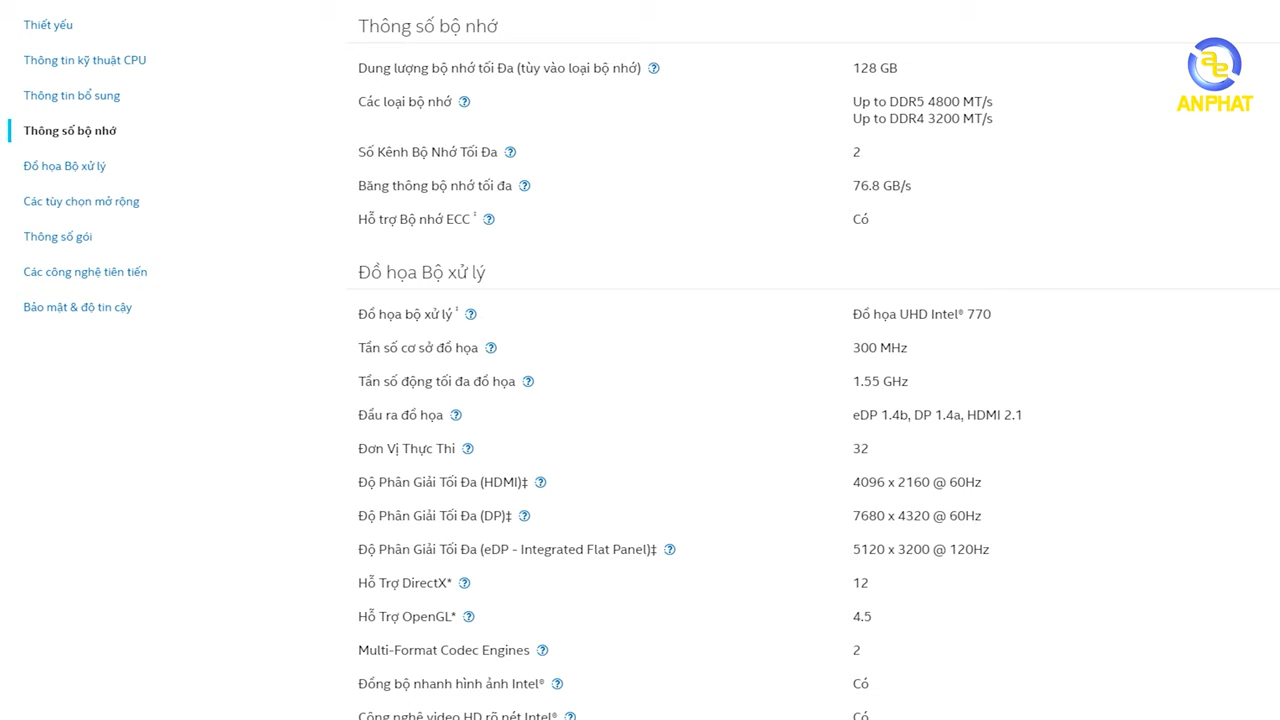 Thiết yếu
Thông tin kỹ thuật CPU
Thông tin bổ sung
Thông số bộ nhớ
Đồ họa Bộ xử lý
Các tùy chọn mở rộng
Thông số gói
Các công nghệ tiên tiến
Bảo mật & độ tin cậy
Thông số bộ nhớ
Dung lượng bộ nhớ tối Đa (tùy vào loại bộ nhớ) ? 128 GB
Các loại bộ nhớ ? Up to DDR5 4800 MT/s
Up to DDR4 3200 MT/s
Số Kênh Bộ Nhớ Tối Đa ? 2
Băng thông bộ nhớ tối đa ? 76.8 GB/s
Hỗ trợ Bộ nhớ ECC ‡ ? Có
Đồ họa Bộ xử lý
Đồ họa bộ xử lý ‡ ? Đồ họa UHD Intel® 770
Tần số cơ sở đồ họa ? 300 MHz
Tần số động tối đa đồ họa ? 1.55 GHz
Đầu ra đồ họa ? eDP 1.4b, DP 1.4a, HDMI 2.1
Đơn Vị Thực Thi ? 32
Độ Phân Giải Tối Đa (HDMI)‡ ? 4096 x 2160 @ 60Hz
Độ Phân Giải Tối Đa (DP)‡ ? 7680 x 4320 @ 60Hz
Độ Phân Giải Tối Đa (eDP - Integrated Flat Panel)‡ ? 5120 x 3200 @ 120Hz
Hỗ Trợ DirectX* ? 12
Hỗ Trợ OpenGL* ? 4.5
Multi-Format Codec Engines ? 2
Đồng bộ nhanh hình ảnh Intel® ? Có
Công nghệ video HD rõ nét Intel® ? Có
ae
ANPHAT